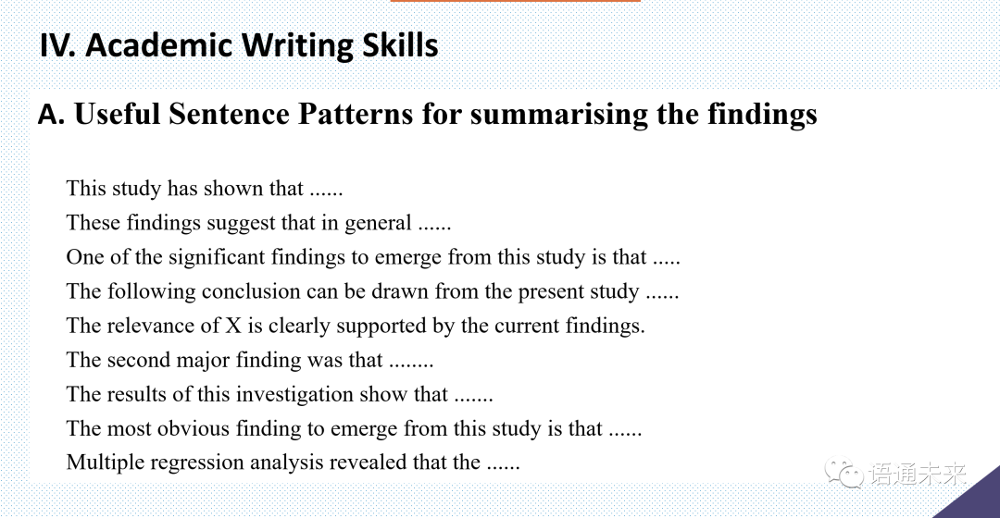 IV. Academic Writing Skills
A. Useful Sentence Patterns for summarising the findings
This study has shown that ......
These findings suggest that in general ......
One of the significant findings to emerge from this study is that .....
The following conclusion can be drawn from the present study ......
The relevance of X is clearly supported by the current findings.
The second major finding was that ........
The results of this investigation show that .......
The most obvious finding to emerge from this study is that ......
Multiple regression analysis revealed that the ......
语通未来